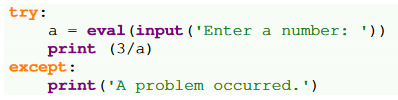 try:
    a = eval(input('Enter a number: '))
    print (3/a)
except:
    print('A problem occurred.')